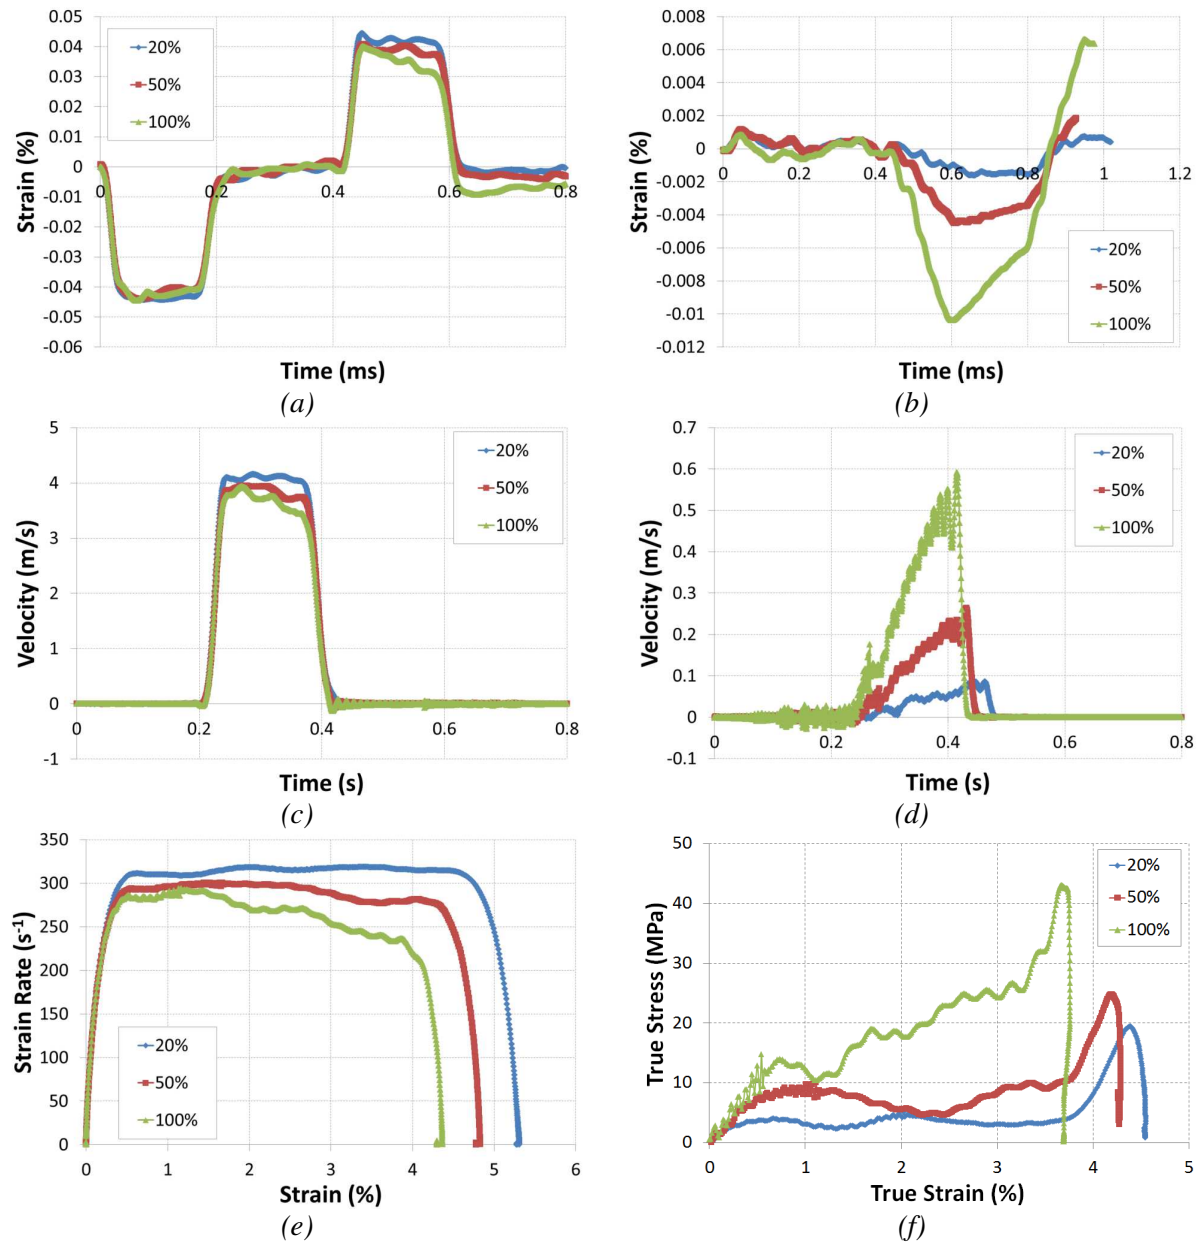 0.05
0.04
0.03
0.02
0.01
0
-0.01
-0.02
-0.03
-0.04
-0.05
-0.06
Strain (%)
0 0.2 0.4 0.6 0.8
Time (ms)
20%
50%
100%
(a)
0.008
0.006
0.004
0.002
0
-0.002
-0.004
-0.006
-0.008
-0.01
-0.012
Strain (%)
0 0.2 0.4 0.6 0.8 1 1.2
Time (ms)
20%
50%
100%
(b)
5
4
3
2
1
0
-1
Velocity (m/s)
0 0.2 0.4 0.6 0.8
Time (s)
20%
50%
100%
(c)
0.7
0.6
0.5
0.4
0.3
0.2
0.1
0
-0.1
Velocity (m/s)
0 0.2 0.4 0.6 0.8
Time (s)
20%
50%
100%
(d)
350
300
250
200
150
100
50
0
Strain Rate (s⁻¹)
0 1 2 3 4 5 6
Strain (%)
20%
50%
100%
(e)
50
40
30
20
10
0
True Stress (MPa)
0 1 2 3 4 5
True Strain (%)
20%
50%
100%
(f)